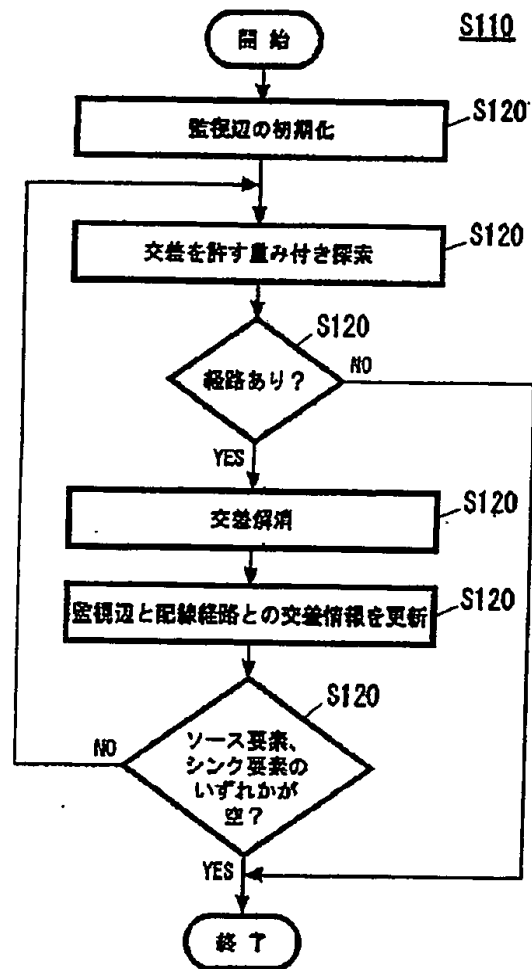 S110
開始
監視辺の初期化
S120
交差を許す重み付き探索
S120
経路あり？
S120
NO
YES
交差解消
S120
監視辺と配線経路との交差情報を更新
S120
ソース要素、
シンク要素の
いずれかが
空？
S120
NO
YES
終了